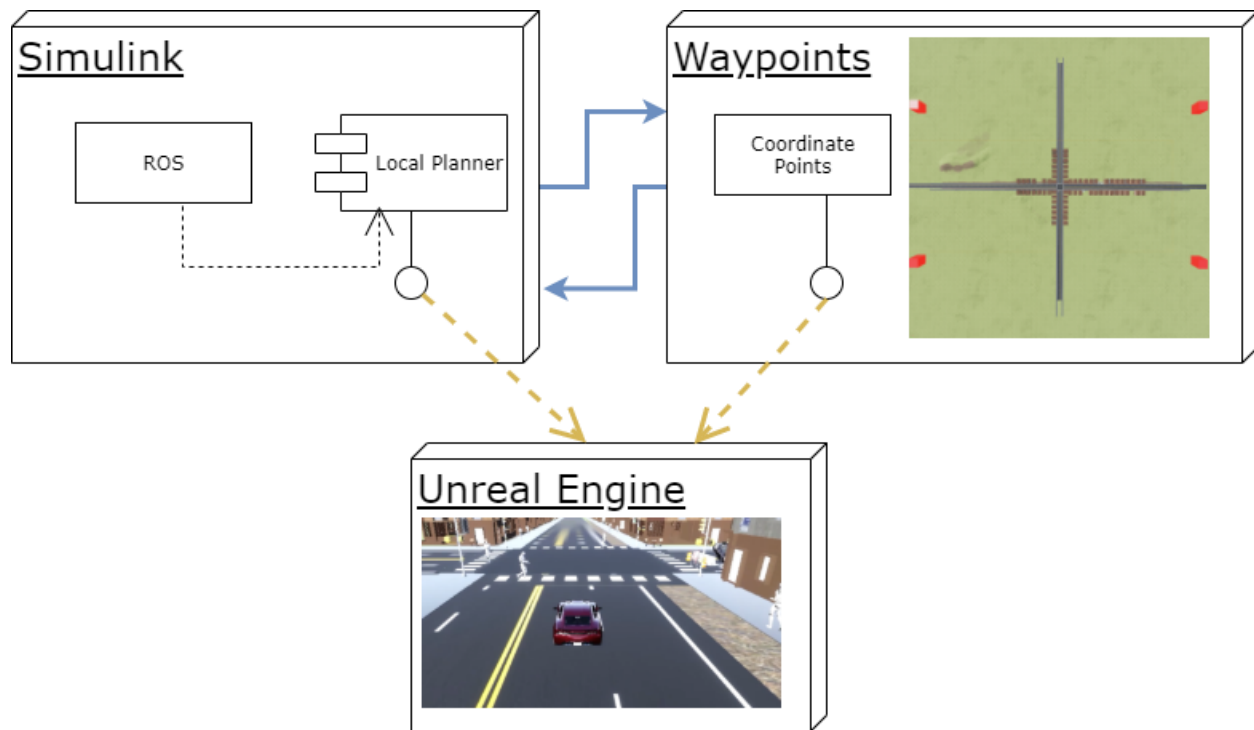 Simulink
ROS
Local Planner
Waypoints
Coordinate
Points
Unreal Engine